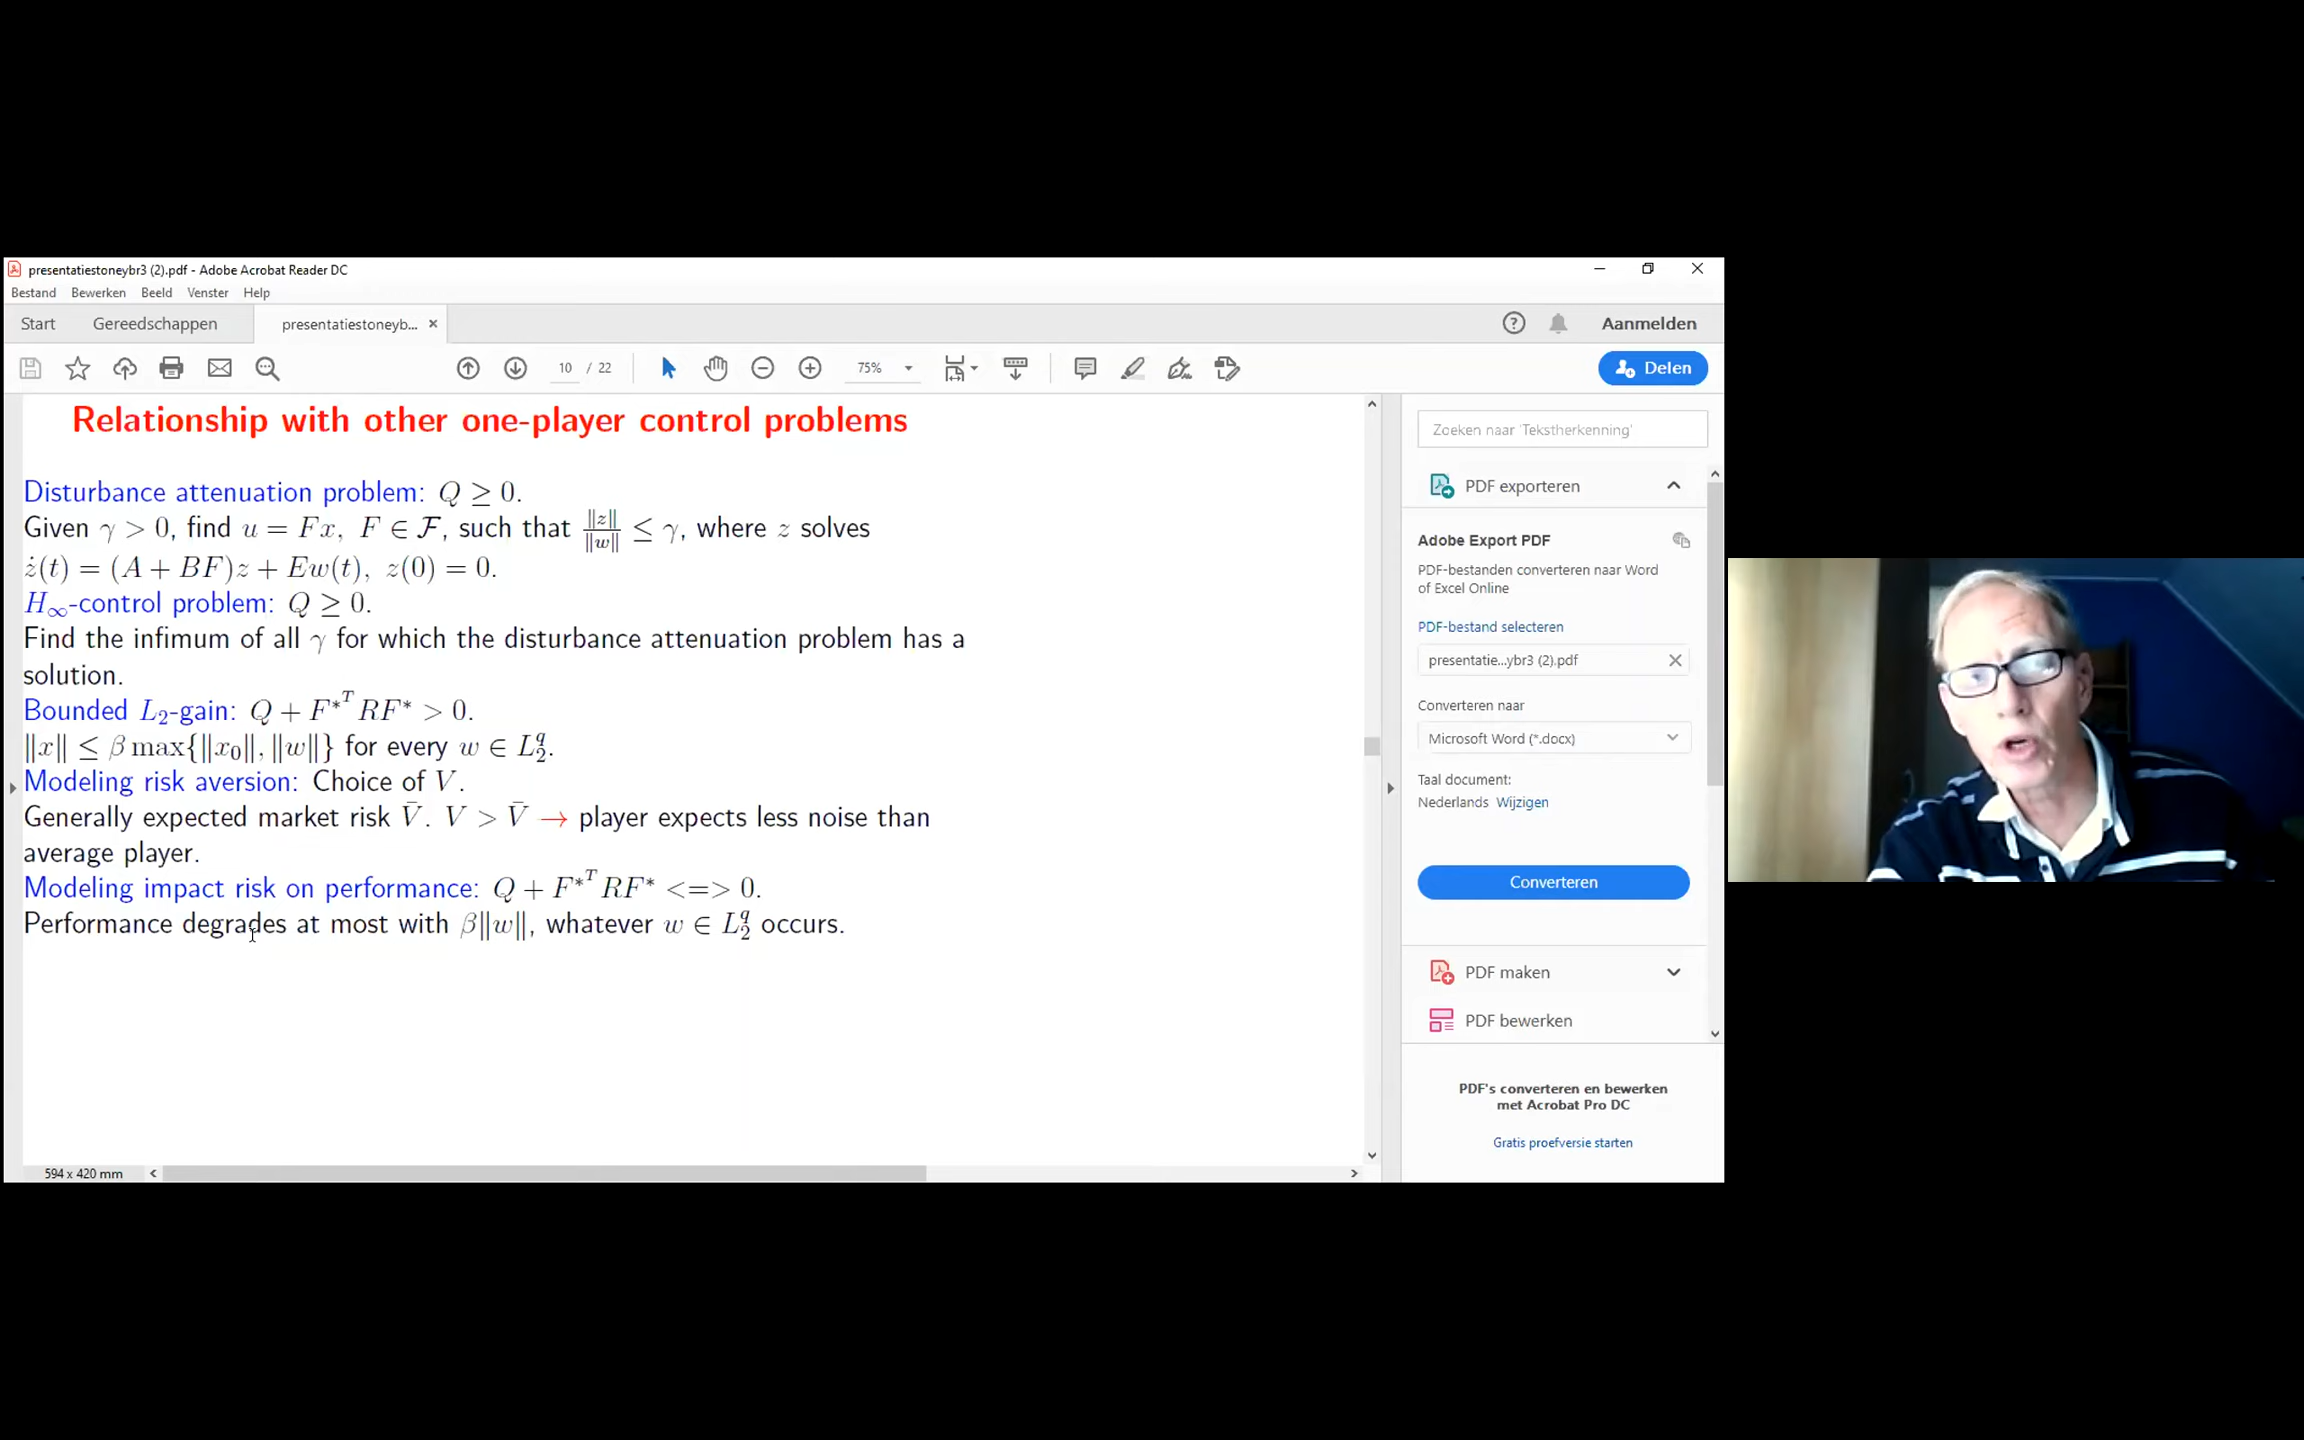 presentatiestoneybr3 (2).pdf - Adobe Acrobat Reader DC
Bestand Bewerken Beeld Venster Help
Start Gereedschappen presentatiestoneyb... × Aanmelden
10 / 22 75% Delen
Relationship with other one-player control problems
Disturbance attenuation problem: Q ≥ 0.
Given γ > 0, find u = Fx, F ∈ ℱ, such that ‖z‖/‖w‖ ≤ γ, where z solves
ż(t) = (A + BF)z + Ew(t), z(0) = 0.
H∞-control problem: Q ≥ 0.
Find the infimum of all γ for which the disturbance attenuation problem has a
solution.
Bounded L₂-gain: Q + F*ᵀRF* > 0.
‖x‖ ≤ β max{‖x₀‖, ‖w‖} for every w ∈ L₂^q.
Modeling risk aversion: Choice of V.
Generally expected market risk V̄. V > V̄ → player expects less noise than
average player.
Modeling impact risk on performance: Q + F*ᵀRF* <=> 0.
Performance degrades at most with β‖w‖, whatever w ∈ L₂^q occurs.
594 x 420 mm
Zoeken naar 'Tekstherkenning'
PDF exporteren
Adobe Export PDF
PDF-bestanden converteren naar Word
of Excel Online
PDF-bestand selecteren
presentatie...ybr3 (2).pdf
Converteren naar
Microsoft Word (*.docx)
Taal document:
Nederlands Wijzigen
Converteren
PDF maken
PDF bewerken
PDF's converteren en bewerken
met Acrobat Pro DC
Gratis proefversie starten